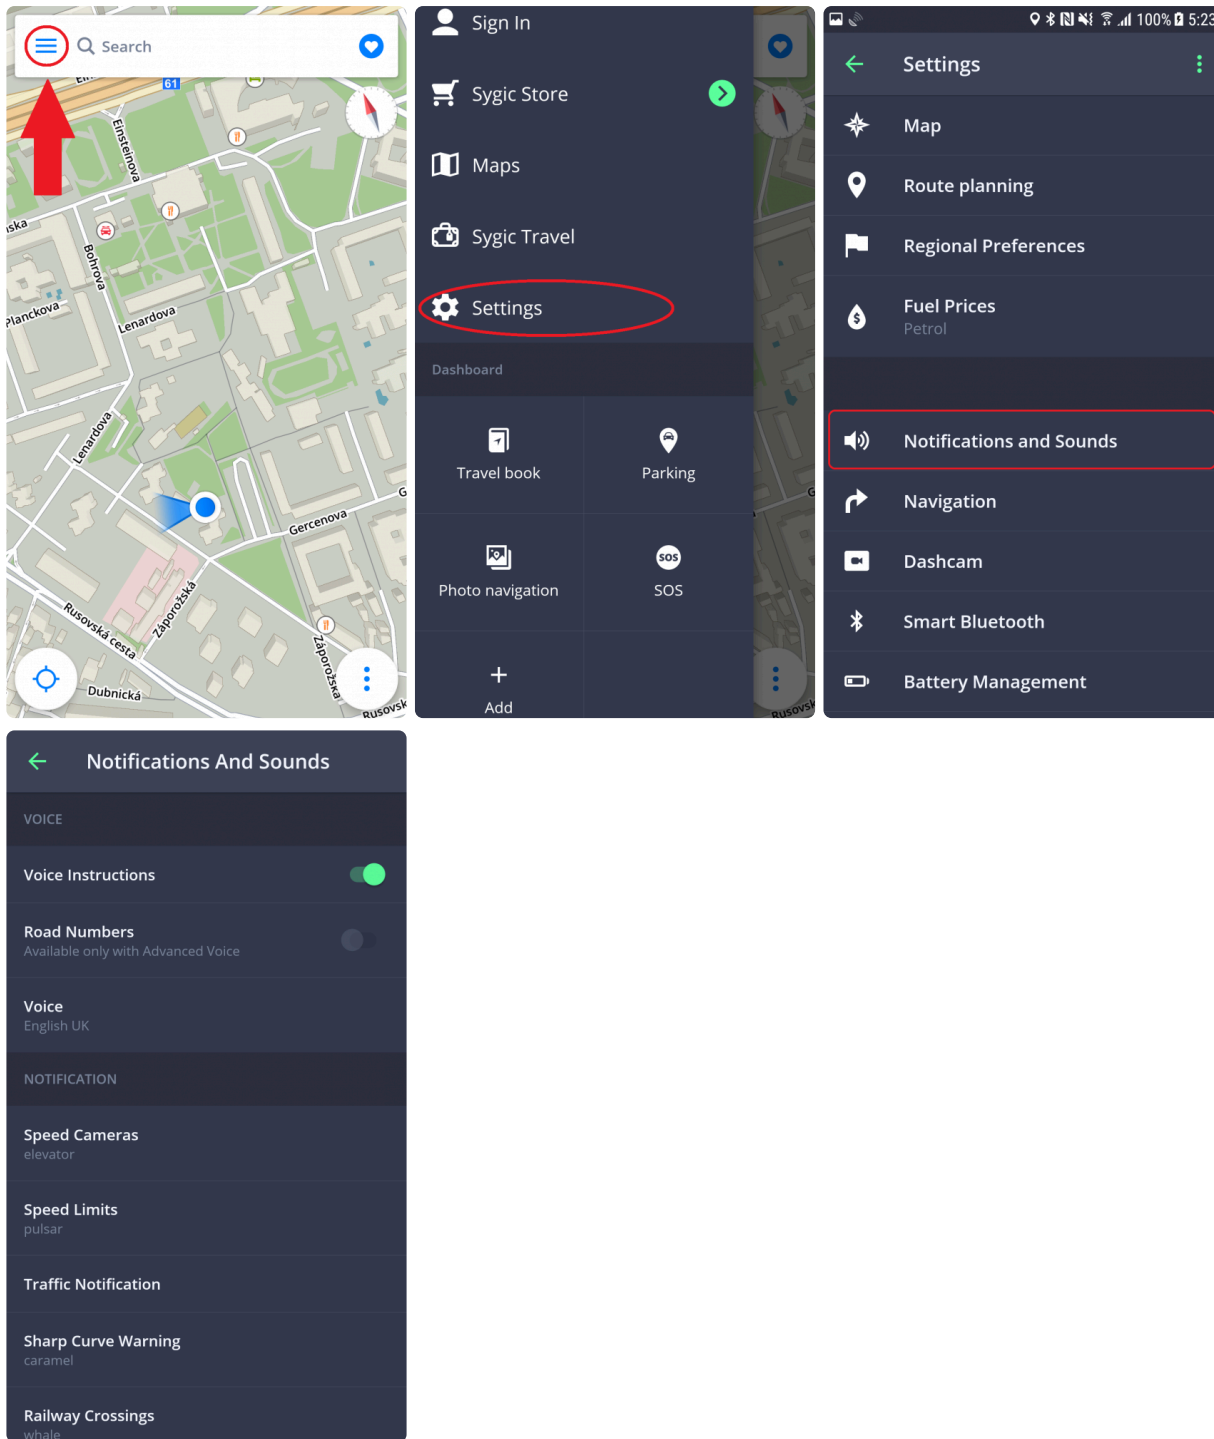 Search
61
Einsteinova
Bohrova
Planckova
Lenardova
Lenardova
Gercenova
Rusovská cesta
Záporožská
Záporožská
Dubnická
Sign In
Sygic Store
Maps
Sygic Travel
Settings
Dashboard
Travel book
Parking
Photo navigation
SOS
SOS
Add
100% 5:23
Settings
Map
Route planning
Regional Preferences
Fuel Prices
Petrol
Notifications and Sounds
Navigation
Dashcam
Smart Bluetooth
Battery Management
Notifications And Sounds
VOICE
Voice Instructions
Road Numbers
Available only with Advanced Voice
Voice
English UK
NOTIFICATION
Speed Cameras
elevator
Speed Limits
pulsar
Traffic Notification
Sharp Curve Warning
caramel
Railway Crossings
whale